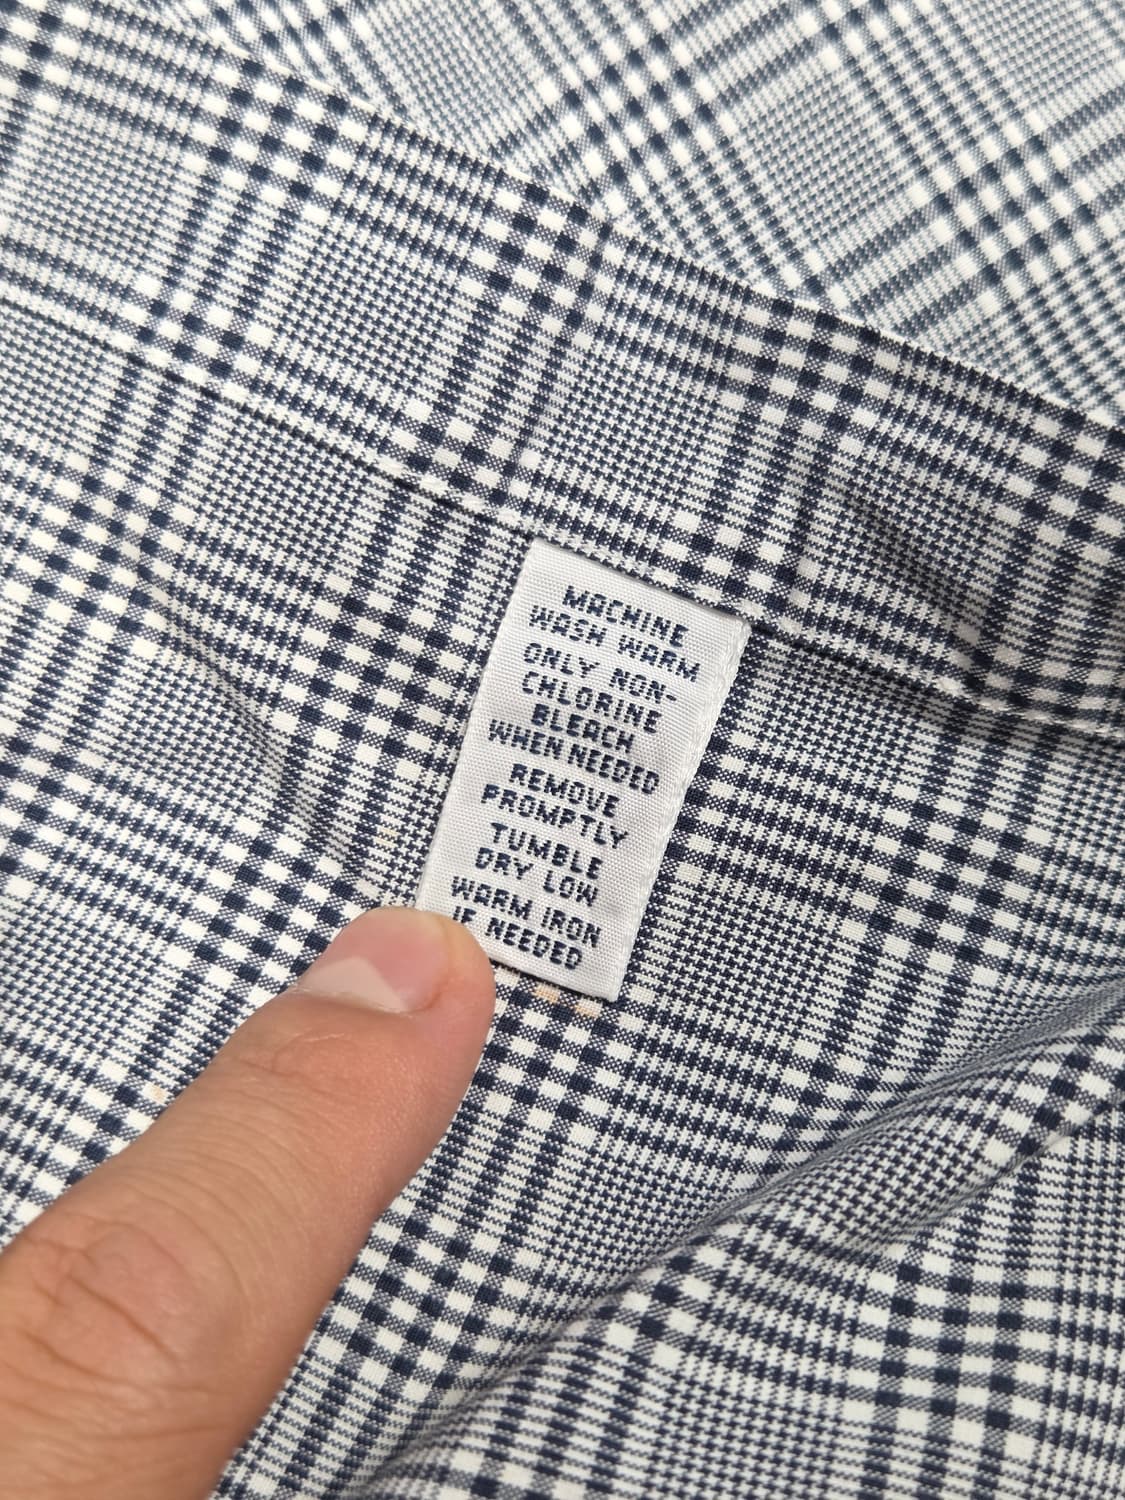 MACHINE
WASH WARM
ONLY NON-
CHLORINE
BLEACH
WHEN NEEDED
REMOVE
PROMPTLY
TUMBLE
DRY LOW
WARM IRON
IF NEEDED